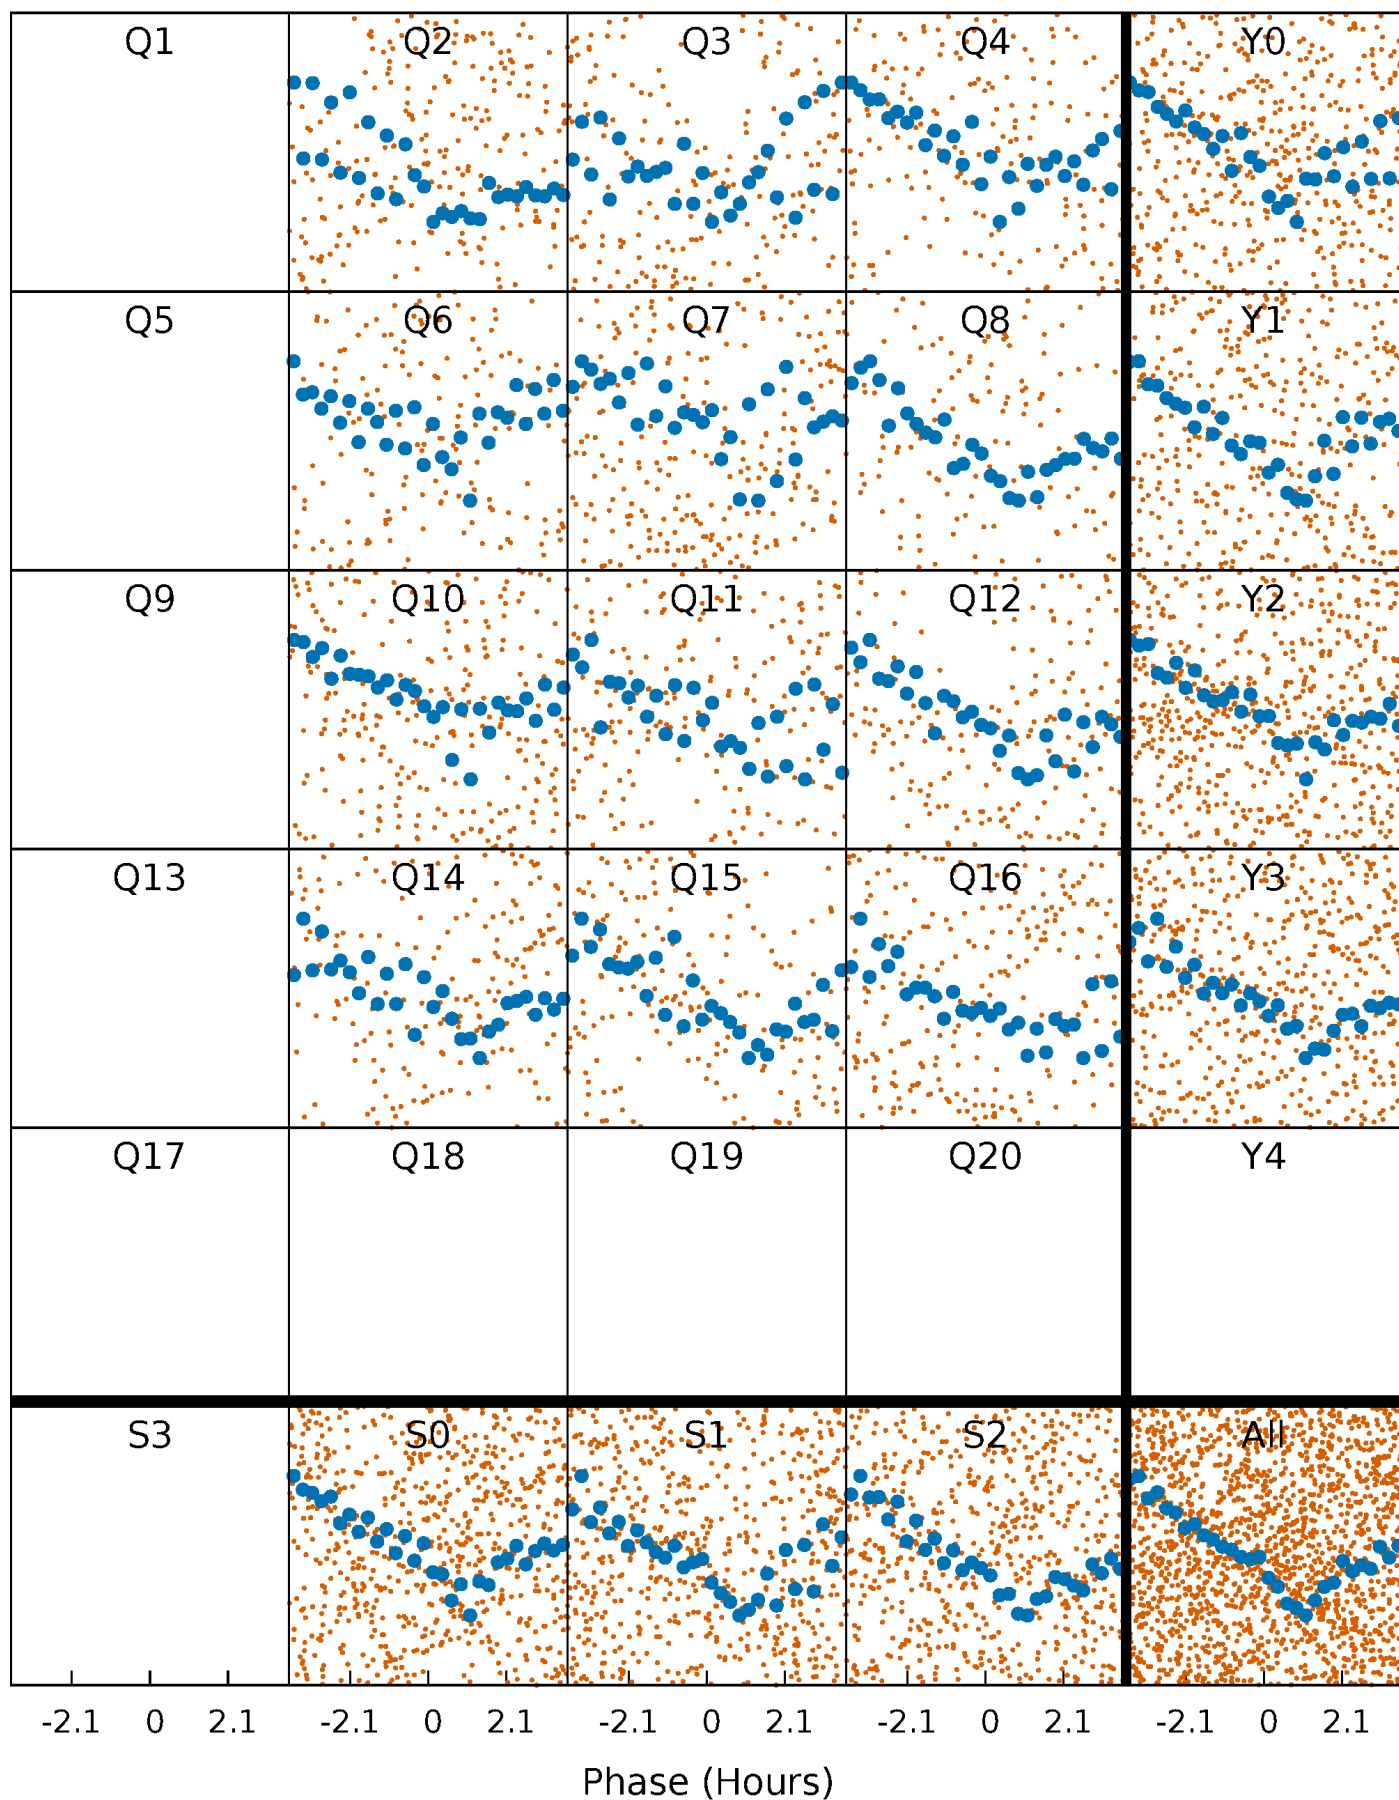 Q1 Q2 Q3 Q4 Y0
Q5 Q6 Q7 Q8 Y1
Q9 Q10 Q11 Q12 Y2
Q13 Q14 Q15 Q16 Y3
Q17 Q18 Q19 Q20 Y4
S3 S0 S1 S2 All
-2.1 0 2.1 -2.1 0 2.1 -2.1 0 2.1 -2.1 0 2.1 -2.1 0 2.1
Phase (Hours)